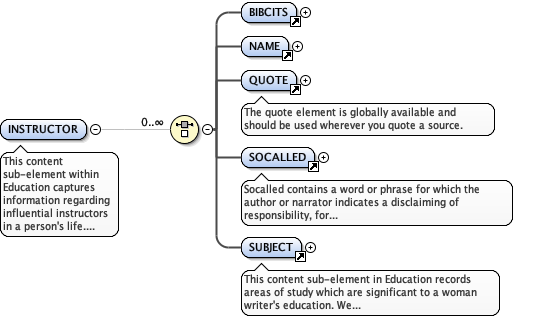 BIBCITS
NAME
QUOTE
The quote element is globally available and
should be used wherever you quote a source.
INSTRUCTOR
0..∞
This content
sub-element within
Education captures
information regarding
influential instructors
in a person's life....
SOCALLED
Socalled contains a word or phrase for which the
author or narrator indicates a disclaiming of
responsibility, for...
SUBJECT
This content sub-element in Education records
areas of study which are significant to a woman
writer's education. We...